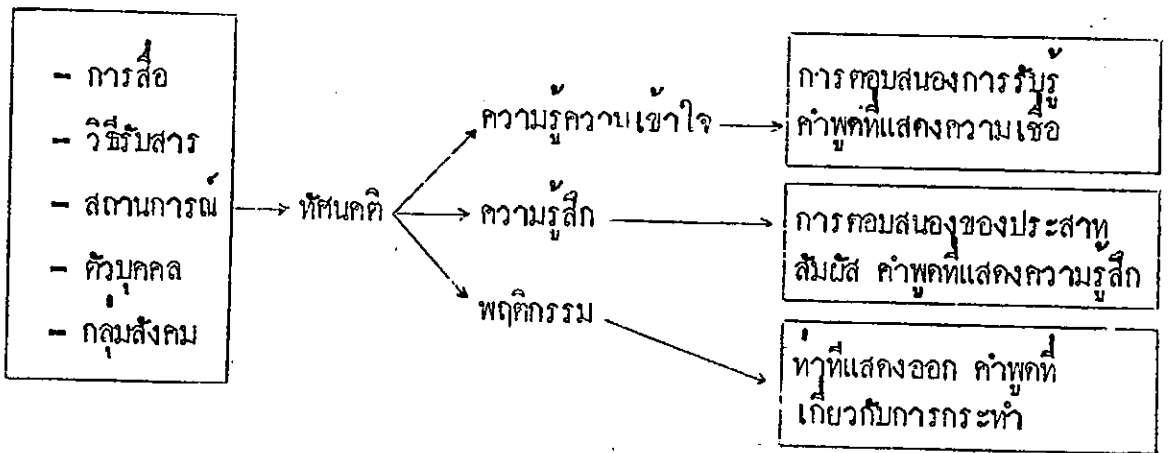 - การสื่อ
- วิธีรับสาร
- สถานการณ์
- ตัวบุคคล
- กลุ่มสังคม
ทัศนคติ
ความรู้ความเข้าใจ
ความรู้สึก
พฤติกรรม
การตอบสนองการรับรู้
คำพูดที่แสดงความเชื่อ
การตอบสนองของประสาท
สัมผัส คำพูดที่แสดงความรู้สึก
ท่าทีแสดงออก คำพูดที่
เกี่ยวกับการกระทำ